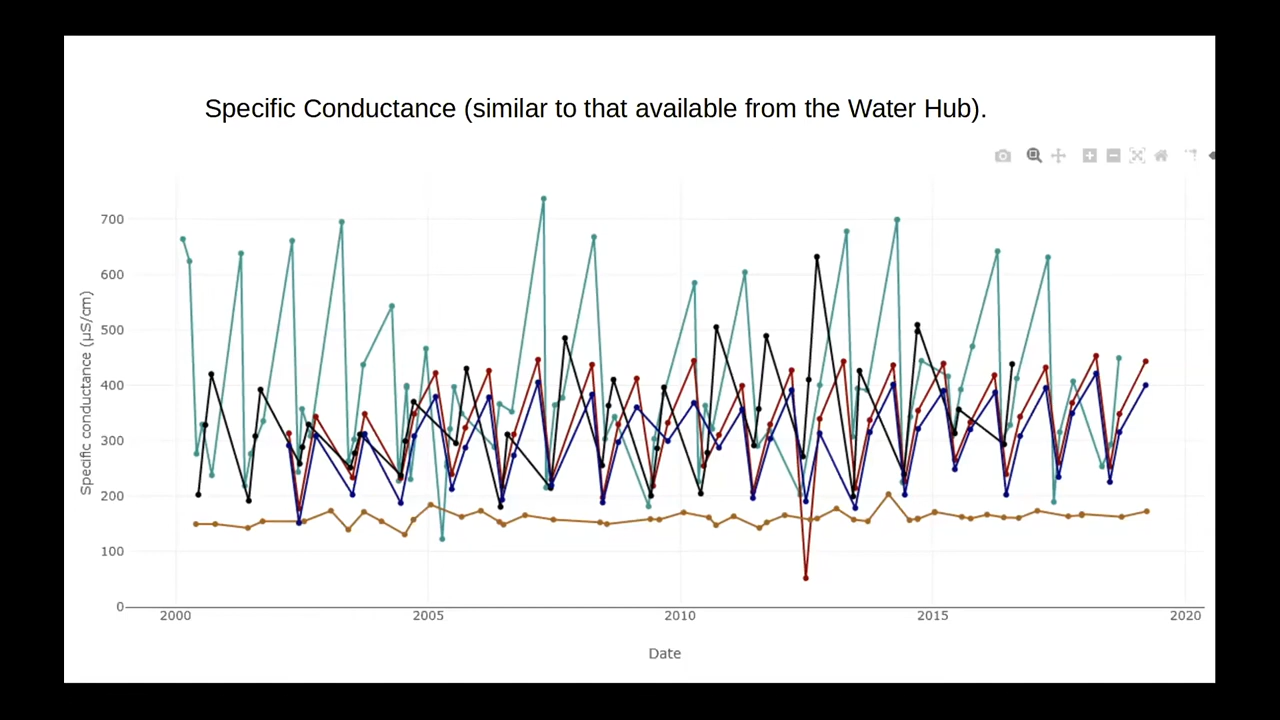 Specific Conductance (similar to that available from the Water Hub).
700
600
500
400
300
200
100
0
Specific conductance (µS/cm)
2000 2005 2010 2015 2020
Date